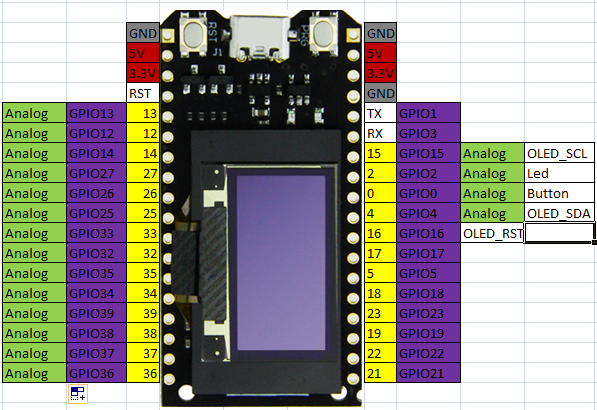 GND RST J1 PRG GND
5V 5V
3.3V 3.3V
RST GND
Analog GPIO13 13 TX GPIO1
Analog GPIO12 12 RX GPIO3
Analog GPIO14 14 15 GPIO15 Analog OLED_SCL
Analog GPIO27 27 2 GPIO2 Analog Led
Analog GPIO26 26 0 GPIO0 Analog Button
Analog GPIO25 25 4 GPIO4 Analog OLED_SDA
Analog GPIO33 33 16 GPIO16 OLED_RST
Analog GPIO32 32 17 GPIO17
Analog GPIO35 35 5 GPIO5
Analog GPIO34 34 18 GPIO18
Analog GPIO39 39 23 GPIO23
Analog GPIO38 38 19 GPIO19
Analog GPIO37 37 22 GPIO22
Analog GPIO36 36 21 GPIO21